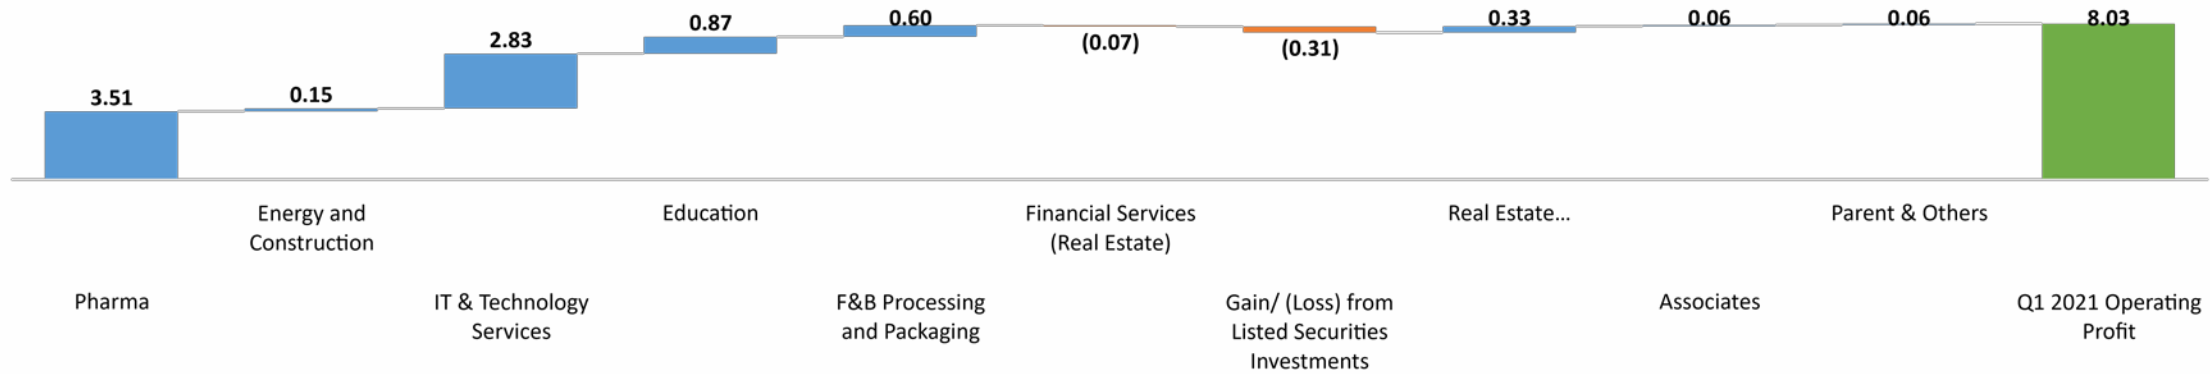 3.51
0.15
2.83
0.87
0.60
(0.07)
(0.31)
0.33
0.06
0.06
8.03
Pharma
Energy and
Construction
IT & Technology
Services
Education
F&B Processing
and Packaging
Financial Services
(Real Estate)
Gain/ (Loss) from
Listed Securities
Investments
Real Estate...
Associates
Parent & Others
Q1 2021 Operating
Profit